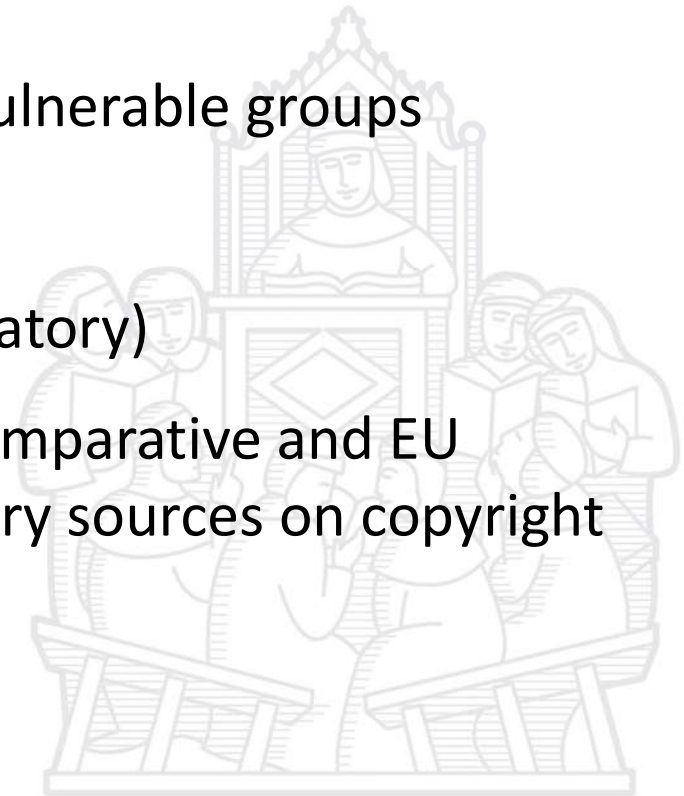 ulnerable groups
atory)
mparative and EU
ry sources on copyright